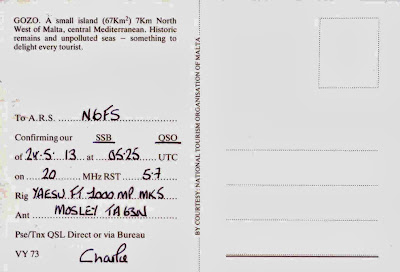 GOZO. A small island (67Km²) 7Km North
West of Malta, central Mediterranean. Historic
remains and unpolluted seas – something to
delight every tourist.
To A.R.S. N6FS
Confirming our SSB QSO
of 24·5·13 at 05·25 UTC
on 20 MHz RST 57
Rig YAESU FT 1000 MP MK5
Ant MOSLEY TA63N
Pse/Tnx QSL Direct or via Bureau
VY 73 Charlie
BY COURTESY: NATIONAL TOURISM ORGANISATION OF MALTA